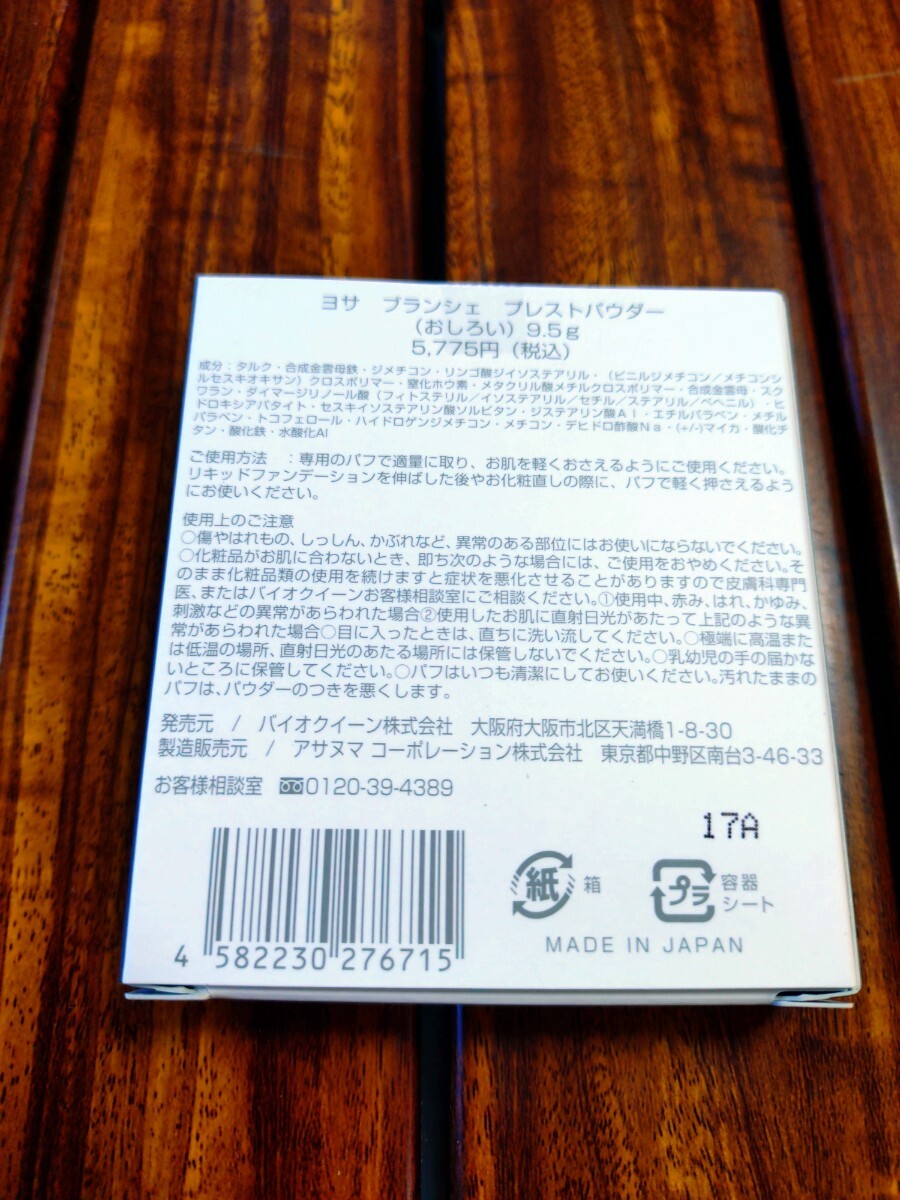 ヨサ　ブランシェ　プレストパウダー
（おしろい）9.5g
5,775円（税込）
成分：タルク・合成金雲母鉄・ジメチコン・リンゴ酸ジイソステアリル・（ビニルジメチコン／メチコンシ
ルセスキオキサン）クロスポリマー・窒化ホウ素・メタクリル酸メチルクロスポリマー・合成金雲母・スク
ワラン・ダイマージリノール酸（フィトステリル／イソステアリル／セチル／ステアリル／ベヘニル）・ヒ
ドロキシアパタイト・セスキイソステアリン酸ソルビタン・ジステアリン酸Ａｌ・エチルパラベン・メチル
パラベン・トコフェロール・ハイドロゲンジメチコン・メチコン・デヒドロ酢酸Ｎａ・(+/-)マイカ・酸化チ
タン・酸化鉄・水酸化Al
ご使用方法　：専用のパフで適量に取り、お肌を軽くおさえるようにご使用ください。
リキッドファンデーションを伸ばした後やお化粧直しの際に、パフで軽く押さえるよう
にお使いください。
使用上のご注意
○傷やはれもの、しっしん、かぶれなど、異常のある部位にはお使いにならないでください。
○化粧品がお肌に合わないとき、即ち次のような場合には、ご使用をおやめください。そ
のまま化粧品類の使用を続けますと症状を悪化させることがありますので皮膚科専門
医、またはバイオクイーンお客様相談室にご相談ください。①使用中、赤み、はれ、かゆみ、
刺激などの異常があらわれた場合②使用したお肌に直射日光があたって上記のような異
常があらわれた場合○目に入ったときは、直ちに洗い流してください。○極端に高温また
は低温の場所、直射日光のあたる場所には保管しないでください。○乳幼児の手の届かな
いところに保管してください。○パフはいつも清潔にしてお使いください。汚れたままの
パフは、パウダーのつきを悪くします。
発売元　/　バイオクイーン株式会社　大阪府大阪市北区天満橋1-8-30
製造販売元　/　アサヌマ コーポレーション株式会社　東京都中野区南台3-46-33
お客様相談室　0120-39-4389
17A
紙 箱
プラ 容器
シート
MADE IN JAPAN
4 582230 276715